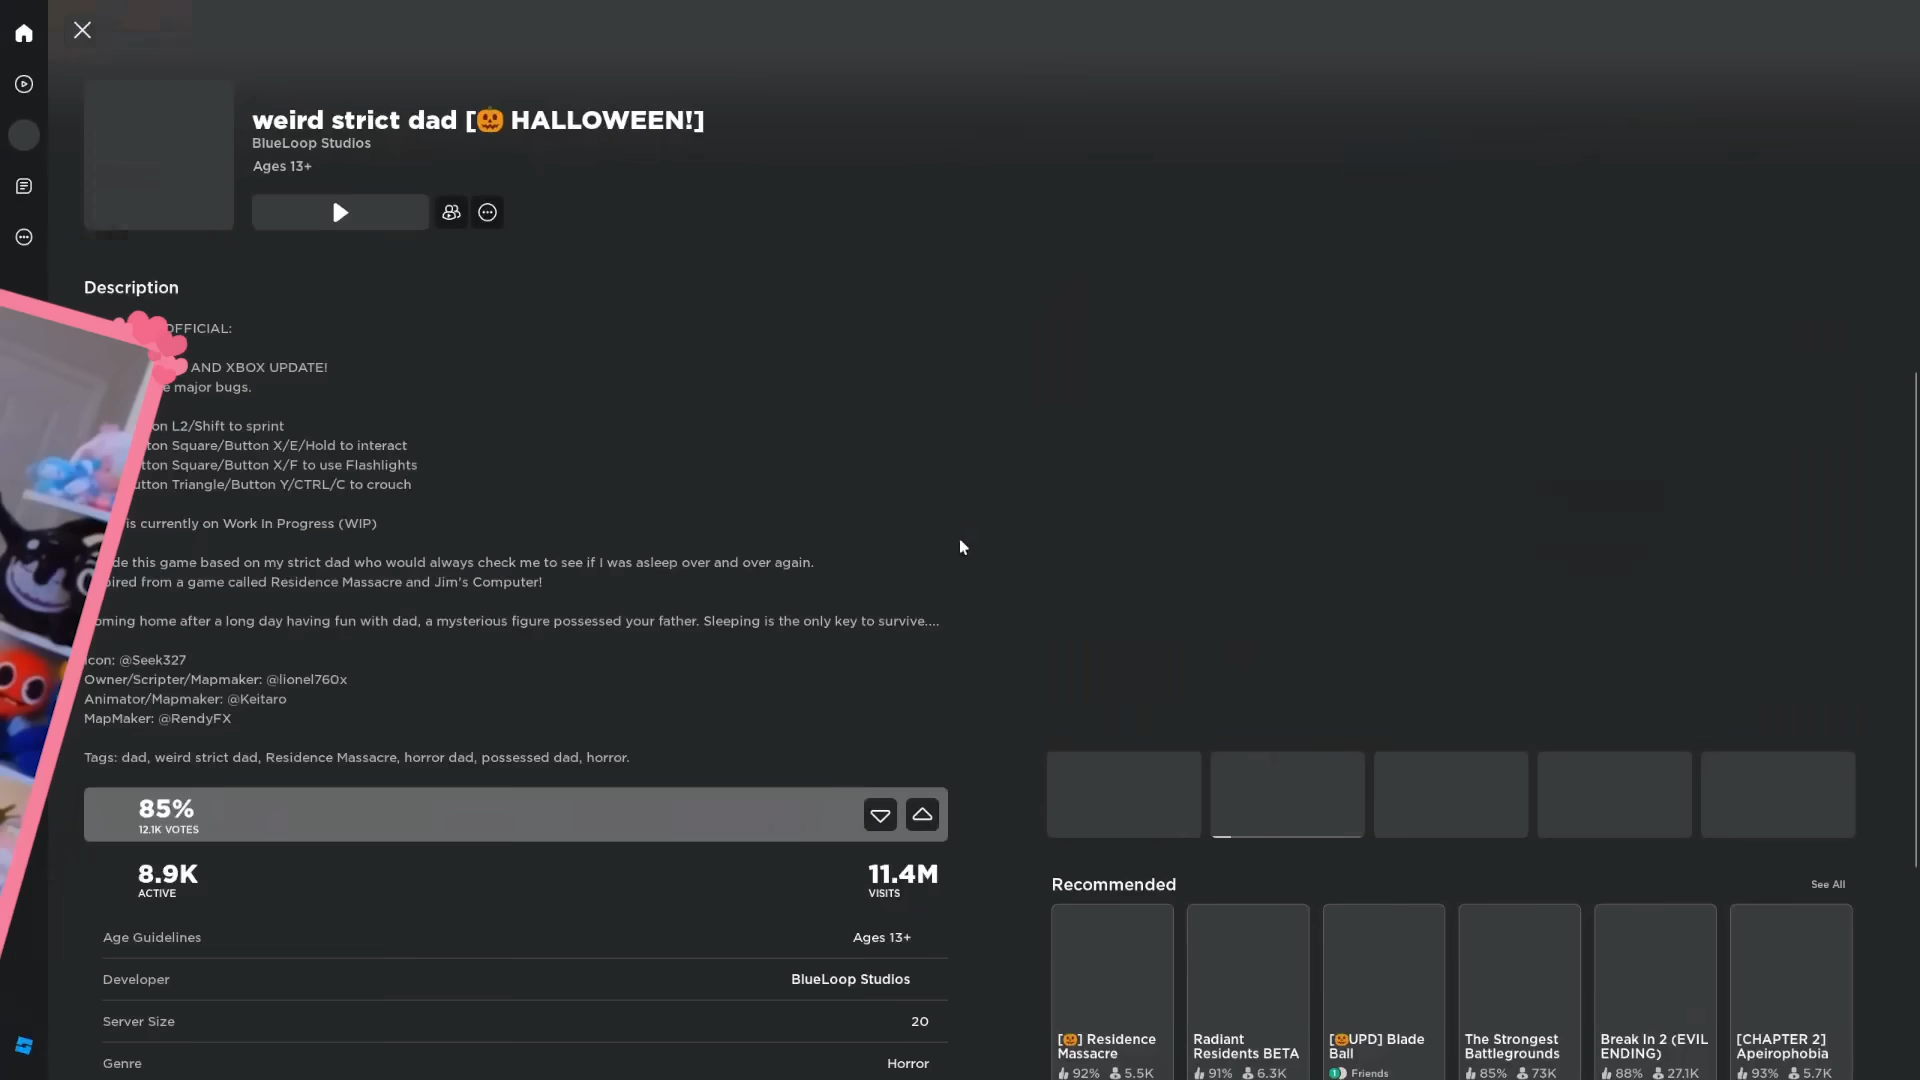 weird strict dad [🎃 HALLOWEEN!]
BlueLoop Studios
Ages 13+
Description
OFFICIAL:
AND XBOX UPDATE!
major bugs.
L2/Shift to sprint
Square/Button X/E/Hold to interact
Square/Button X/F to use Flashlights
Triangle/Button Y/CTRL/C to crouch
is currently on Work In Progress (WIP)
this game based on my strict dad who would always check me to see if I was asleep over and over again.
from a game called Residence Massacre and Jim's Computer!
home after a long day having fun with dad, a mysterious figure possessed your father. Sleeping is the only key to survive....
Icon: @Seek327
Owner/Scripter/Mapmaker: @lionel760x
Animator/Mapmaker: @Keitaro
MapMaker: @RendyFX
Tags: dad, weird strict dad, Residence Massacre, horror dad, possessed dad, horror.
85%
12.1K VOTES
8.9K
ACTIVE
11.4M
VISITS
Age Guidelines Ages 13+
Developer BlueLoop Studios
Server Size 20
Genre Horror
Recommended See All
[🎃] Residence Massacre
92% 5.5K
Radiant Residents BETA
91% 6.3K
[🎃UPD] Blade Ball
1 Friends
The Strongest Battlegrounds
85% 73K
Break In 2 (EVIL ENDING)
88% 27.1K
[CHAPTER 2] Apeirophobia
93% 5.7K